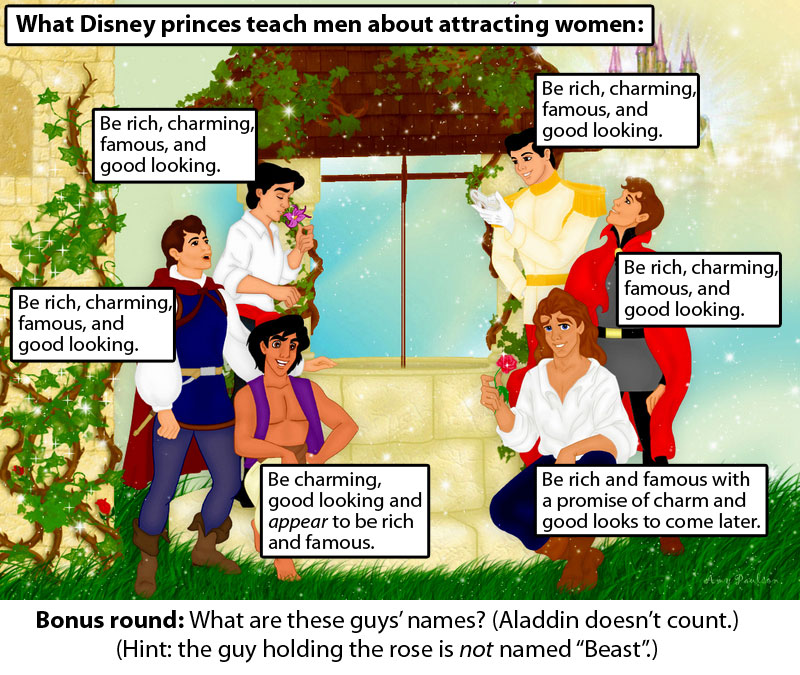 What Disney princes teach men about attracting women:
Be rich, charming,
famous, and
good looking.
Be rich, charming,
famous, and
good looking.
Be rich, charming,
famous, and
good looking.
Be rich, charming,
famous, and
good looking.
Be charming,
good looking and
appear to be rich
and famous.
Be rich and famous with
a promise of charm and
good looks to come later.
Amy Paulson
Bonus round: What are these guys’ names? (Aladdin doesn’t count.)
(Hint: the guy holding the rose is not named “Beast”.)